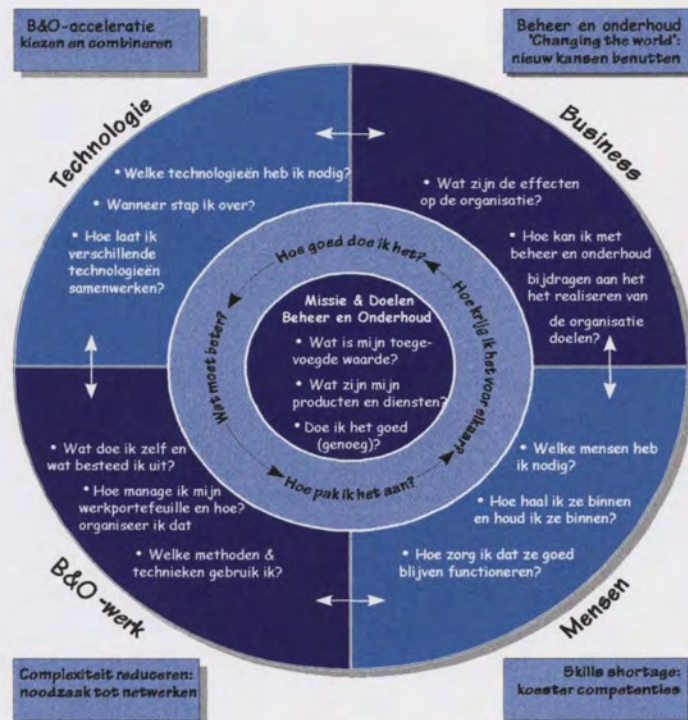 B&O-acceleratie
kiezen en combineren
Beheer en onderhoud
'Changing the world':
nieuw kansen benutten
Technologie
Business
• Welke technologieën heb ik nodig?
• Wanneer stap ik over?
• Hoe laat ik
verschillende
technologieën
samenwerken?
• Wat zijn de effecten
op de organisatie?
• Hoe kan ik met
beheer en onderhoud
bijdragen aan het
het realiseren van
de organisatie
doelen?
Hoe goed doe ik het?
Wat moet beter?
Hoe pak ik het aan?
Hoe krijg ik het voor elkaar?
Missie & Doelen
Beheer en Onderhoud
• Wat is mijn toege-
voegde waarde?
• Wat zijn mijn
producten en diensten?
• Doe ik het goed
(genoeg)?
• Wat doe ik zelf en
wat besteed ik uit?
• Hoe manage ik mijn
werkportefeuille en hoe?
organiseer ik dat
• Welke methoden &
technieken gebruik ik?
• Welke mensen heb
ik nodig?
• Hoe haal ik ze binnen
en houd ik ze binnen?
• Hoe zorg ik dat ze goed
blijven functioneren?
B&O-werk
Mensen
Complexiteit reduceren:
noodzaak tot netwerken
Skills shortage:
koester competenties